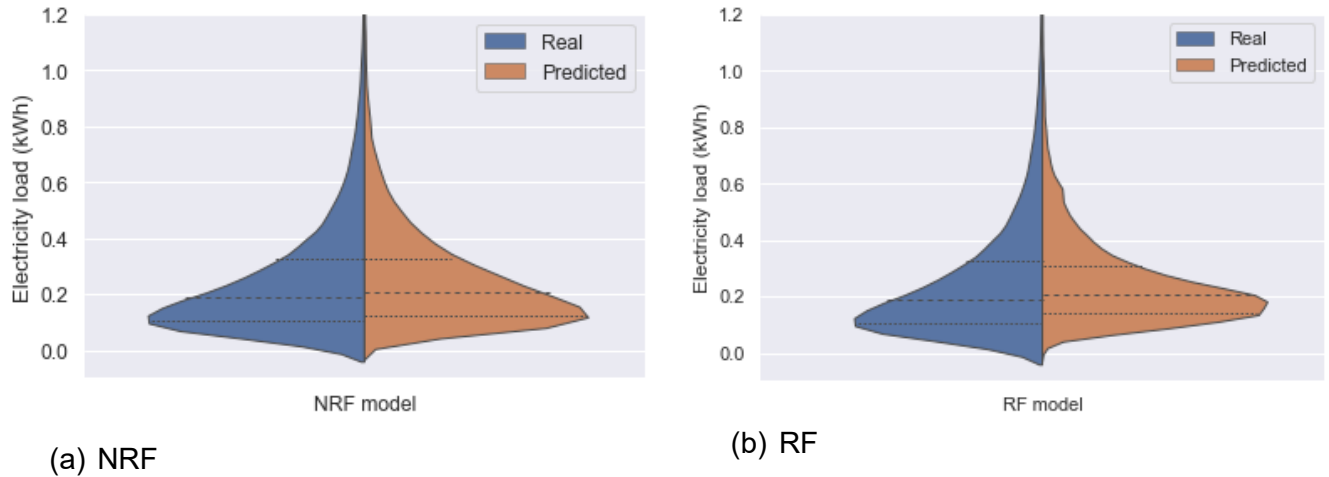 1.2
1.0
0.8
0.6
0.4
0.2
0.0
Electricity load (kWh)
Real
Predicted
NRF model
(a) NRF
1.2
1.0
0.8
0.6
0.4
0.2
0.0
Electricity load (kWh)
Real
Predicted
RF model
(b) RF